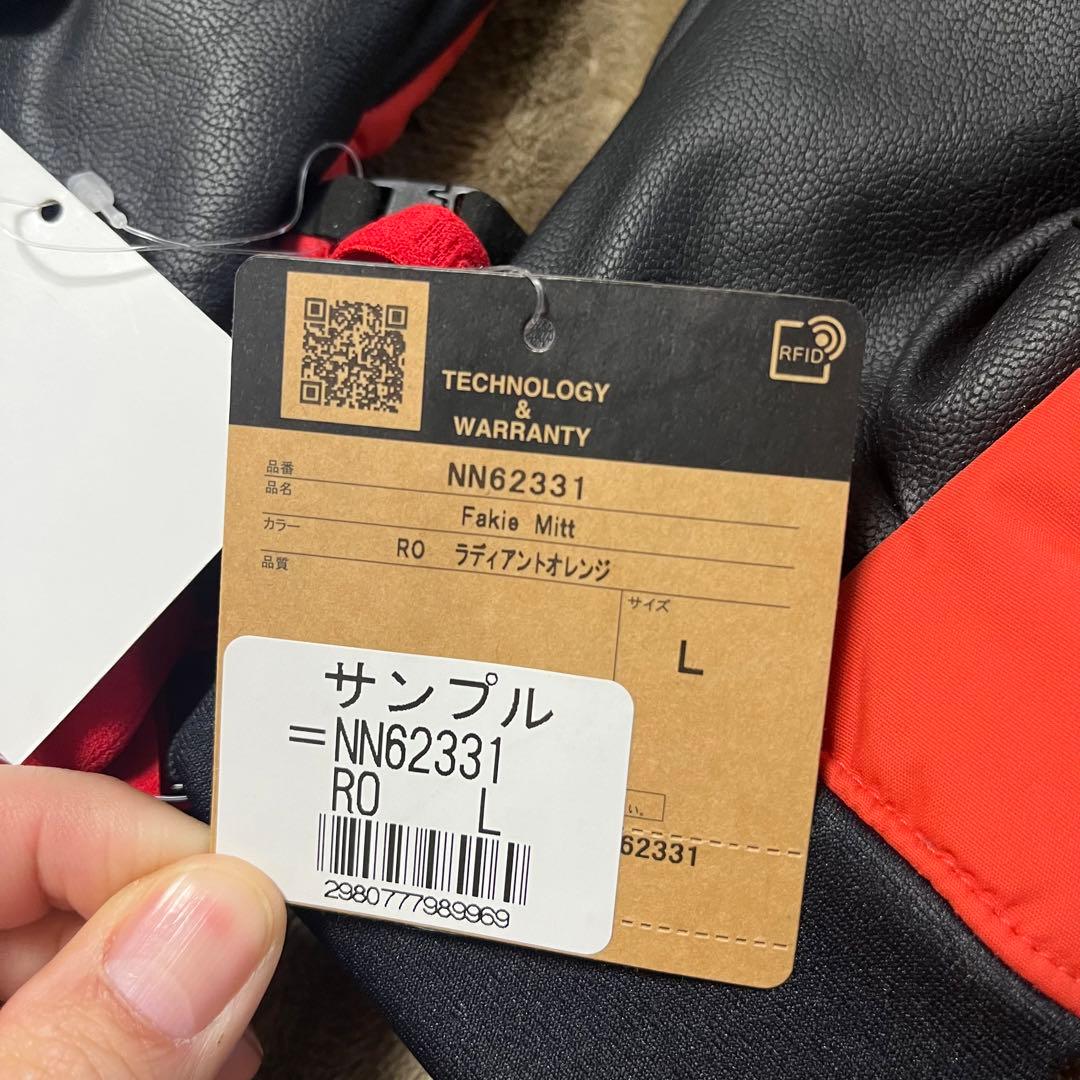 RFID
TECHNOLOGY
&
WARRANTY
品番 NN62331
品名 Fakie Mitt
カラー RO ラディアントオレンジ
品質
サイズ
L
サンプル
=NN62331
RO L
2980777989969
い。
62331